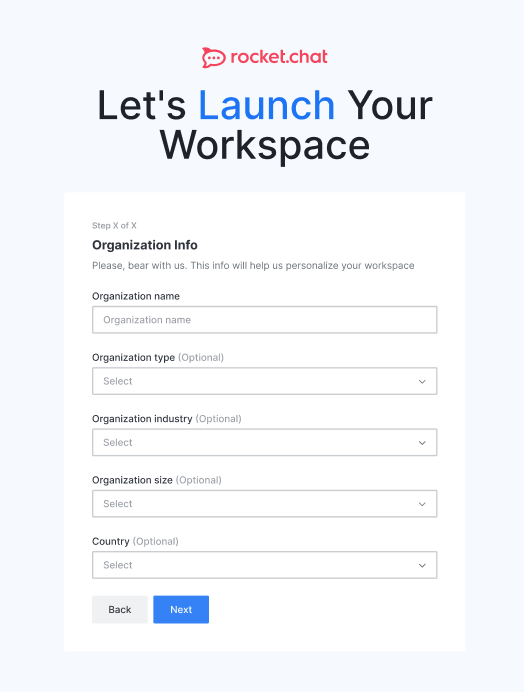 rocket.chat
Let's Launch Your
Workspace
Step X of X
Organization Info
Please, bear with us. This info will help us personalize your workspace
Organization name
Organization name
Organization type (Optional)
Select
Organization industry (Optional)
Select
Organization size (Optional)
Select
Country (Optional)
Select
Back Next